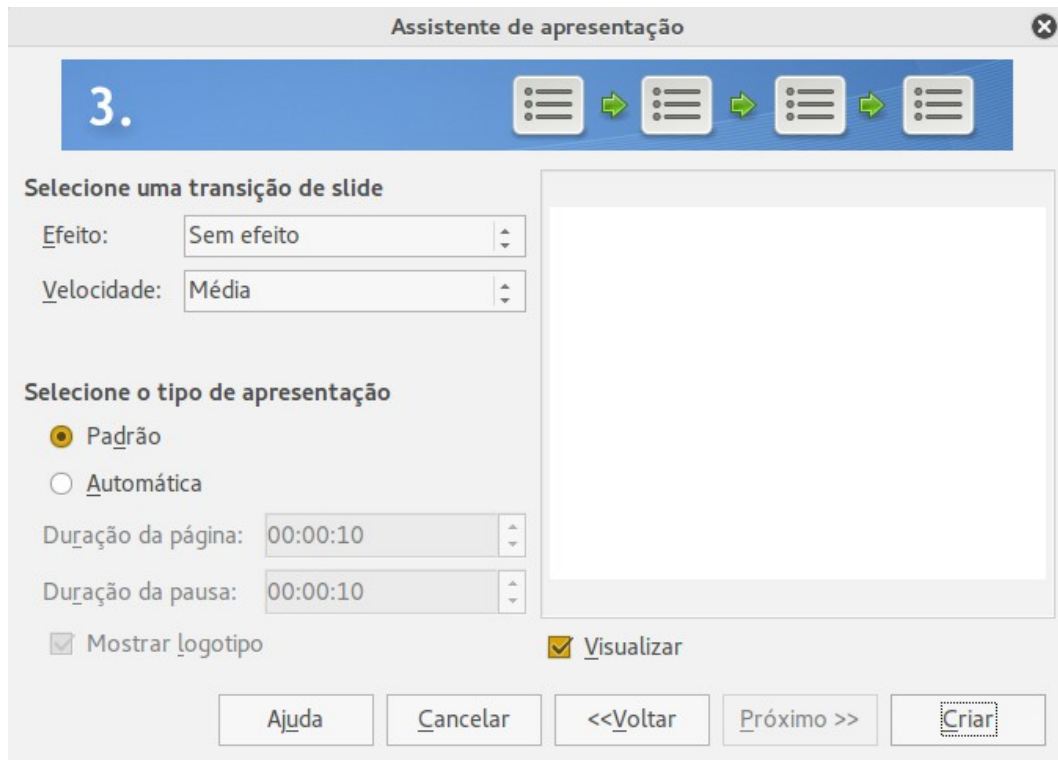 Assistente de apresentação
3.
Selecione uma transição de slide
Efeito: Sem efeito
Velocidade: Média
Selecione o tipo de apresentação
Padrão
Automática
Duração da página: 00:00:10
Duração da pausa: 00:00:10
Mostrar logotipo
Visualizar
Ajuda Cancelar <<Voltar Próximo >> Criar